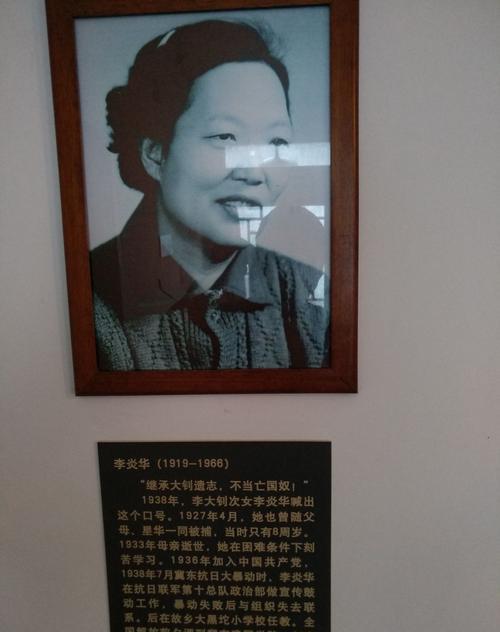 李炎华（1919—1966）
“继承大钊遗志，不当亡国奴！”
1938年，李大钊次女李炎华喊出
这个口号。1927年4月，她也曾随父
母、星华一同被捕，当时只有8周岁。
1933年母亲逝世，她在困难条件下刻
苦学习。1936年加入中国共产党，
1938年7月冀东抗日大暴动时，李炎华
在抗日联军第十总队政治部做宣传鼓
动工作，暴动失败后与组织失去联
系。后在故乡大黑坨小学校任教。全